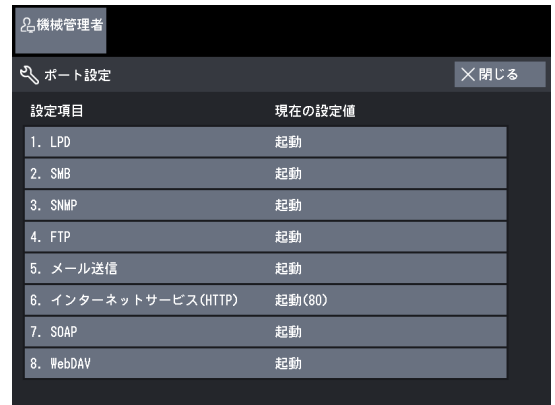 機械管理者
ポート設定
閉じる
設定項目 現在の設定値
1. LPD 起動
2. SMB 起動
3. SNMP 起動
4. FTP 起動
5. メール送信 起動
6. インターネットサービス(HTTP) 起動(80)
7. SOAP 起動
8. WebDAV 起動